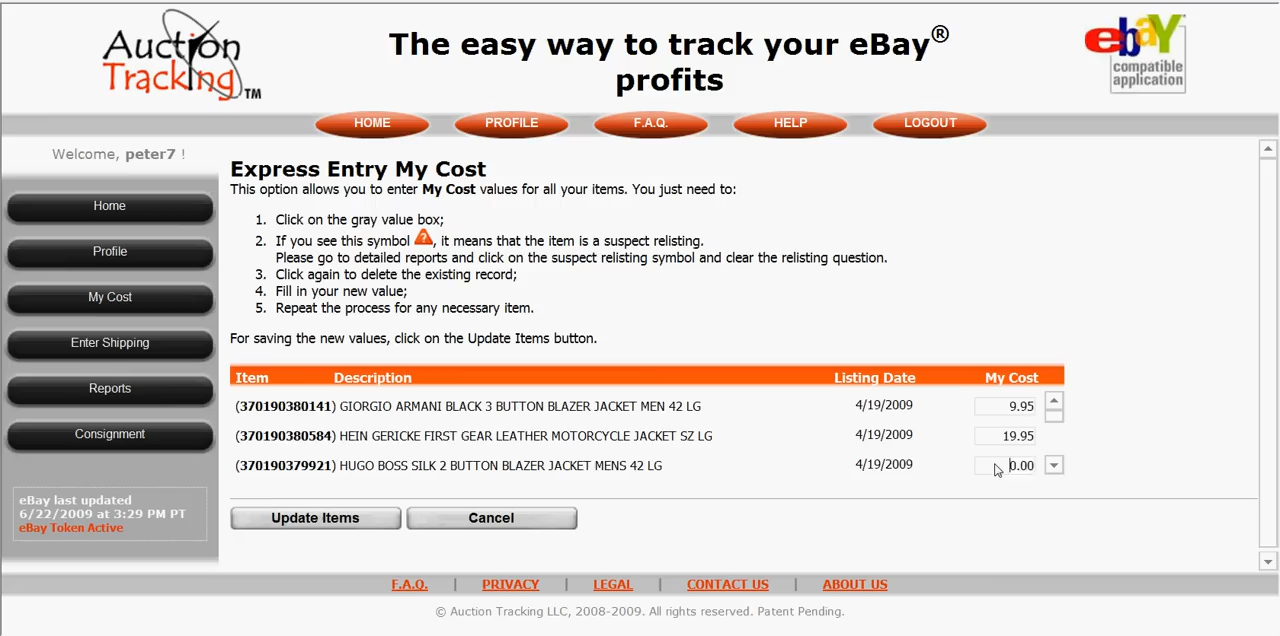 Auction
Tracking TM
The easy way to track your eBay®
profits
ebaY
compatible
application
HOME
PROFILE
F.A.Q.
HELP
LOGOUT
Welcome, peter7 !
Home
Profile
My Cost
Enter Shipping
Reports
Consignment
eBay last updated
6/22/2009 at 3:29 PM PT
eBay Token Active
Express Entry My Cost
This option allows you to enter My Cost values for all your items. You just need to:
1. Click on the gray value box;
2. If you see this symbol ?, it means that the item is a suspect relisting.
Please go to detailed reports and click on the suspect relisting symbol and clear the relisting question.
3. Click again to delete the existing record;
4. Fill in your new value;
5. Repeat the process for any necessary item.
For saving the new values, click on the Update Items button.
Item Description Listing Date My Cost
(370190380141) GIORGIO ARMANI BLACK 3 BUTTON BLAZER JACKET MEN 42 LG 4/19/2009 9.95
(370190380584) HEIN GERICKE FIRST GEAR LEATHER MOTORCYCLE JACKET SZ LG 4/19/2009 19.95
(370190379921) HUGO BOSS SILK 2 BUTTON BLAZER JACKET MENS 42 LG 4/19/2009 0.00
Update Items
Cancel
F.A.Q. | PRIVACY | LEGAL | CONTACT US | ABOUT US
© Auction Tracking LLC, 2008-2009. All rights reserved. Patent Pending.